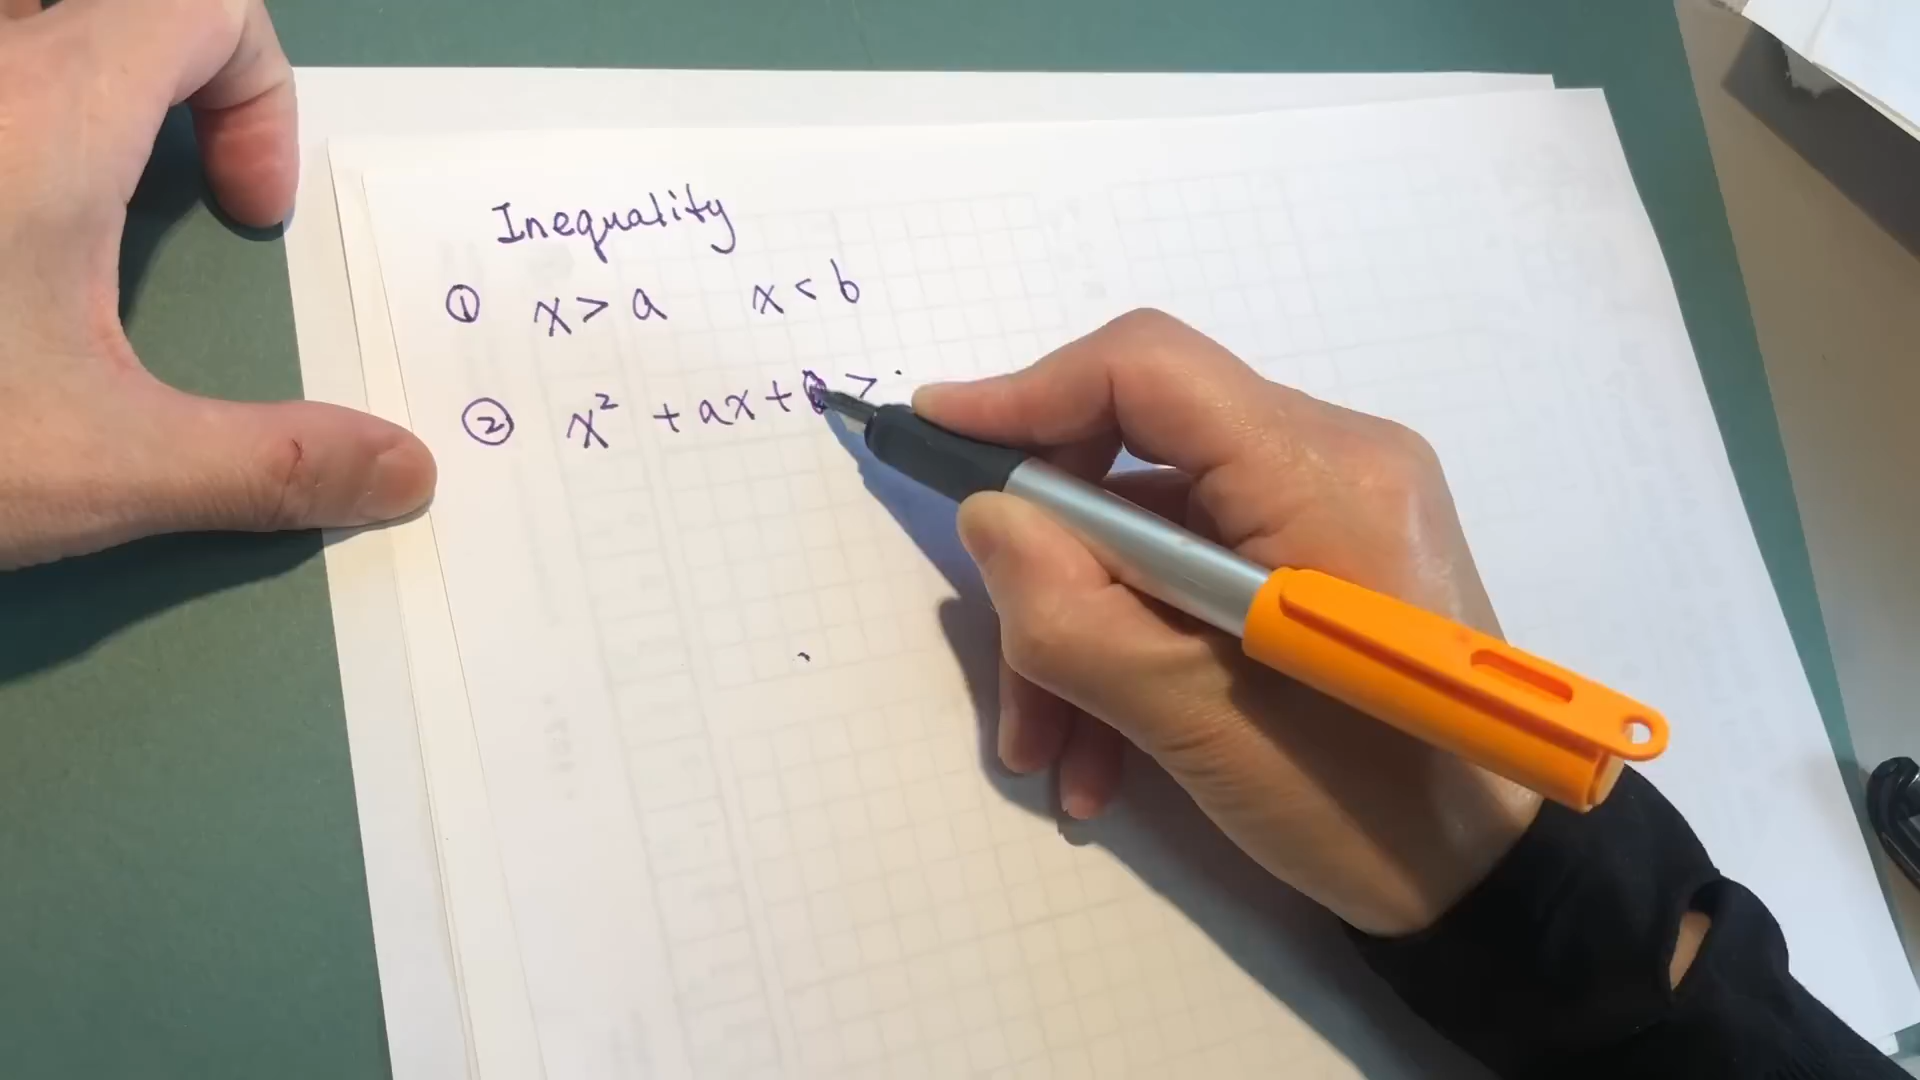 Inequality
① x > a x < b
② x² + ax + >